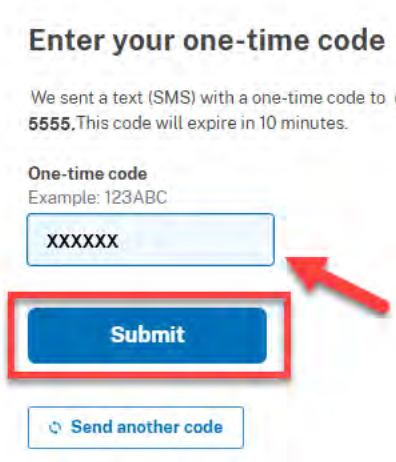 Enter your one-time code
We sent a text (SMS) with a one-time code to
5555,This code will expire in 10 minutes.
One-time code
Example: 123ABC
XXXXXX
Submit
Send another code